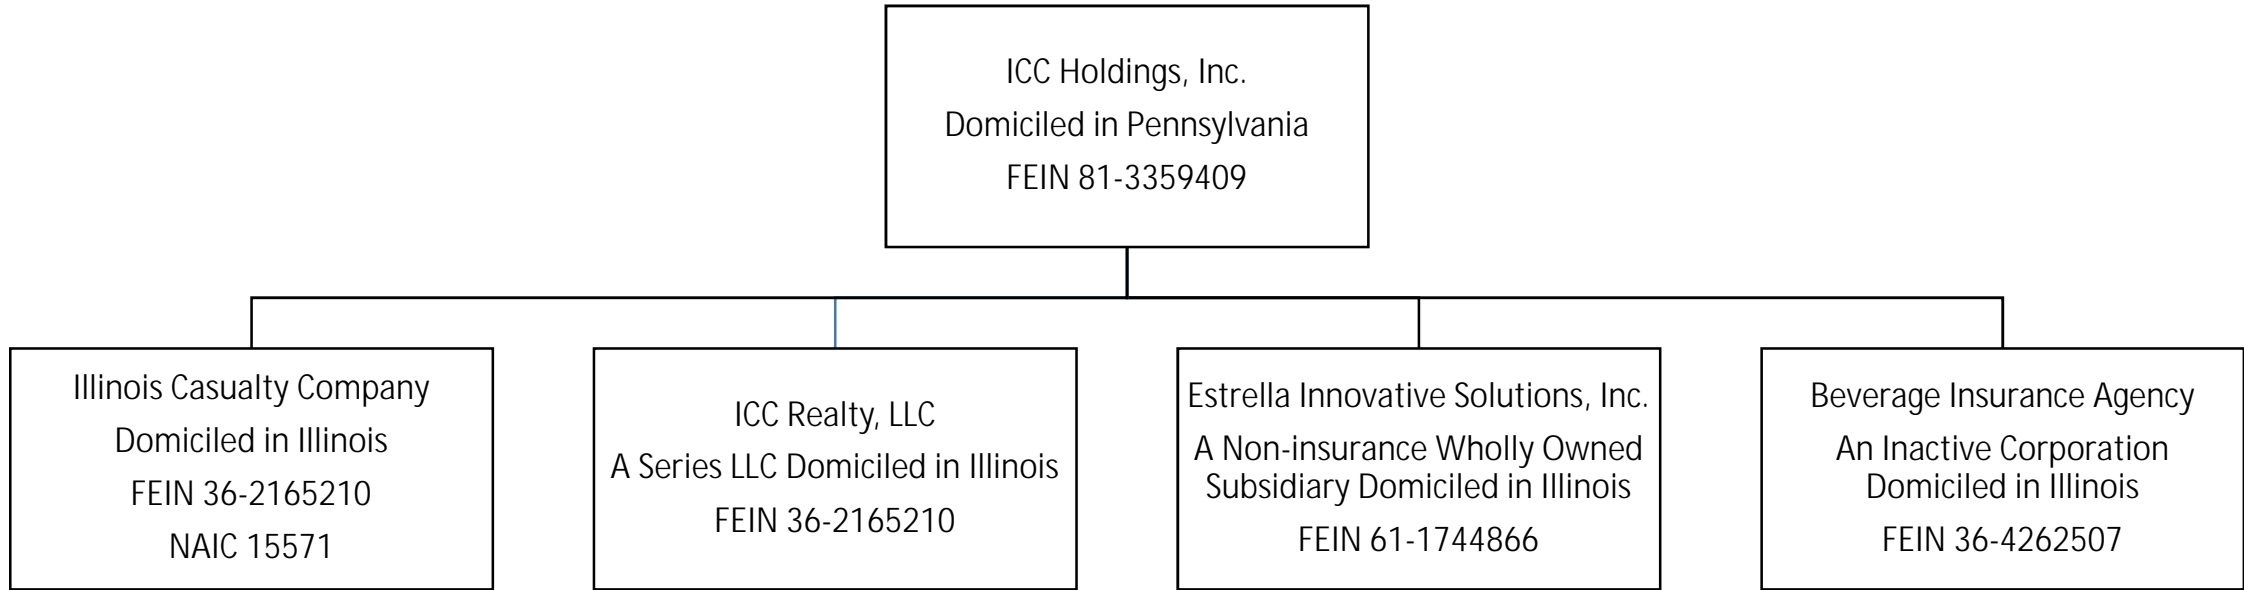 ICC Holdings, Inc.
Domiciled in Pennsylvania
FEIN 81-3359409
Illinois Casualty Company
Domiciled in Illinois
FEIN 36-2165210
NAIC 15571
ICC Realty, LLC
A Series LLC Domiciled in Illinois
FEIN 36-2165210
Estrella Innovative Solutions, Inc.
A Non-insurance Wholly Owned
Subsidiary Domiciled in Illinois
FEIN 61-1744866
Beverage Insurance Agency
An Inactive Corporation
Domiciled in Illinois
FEIN 36-4262507